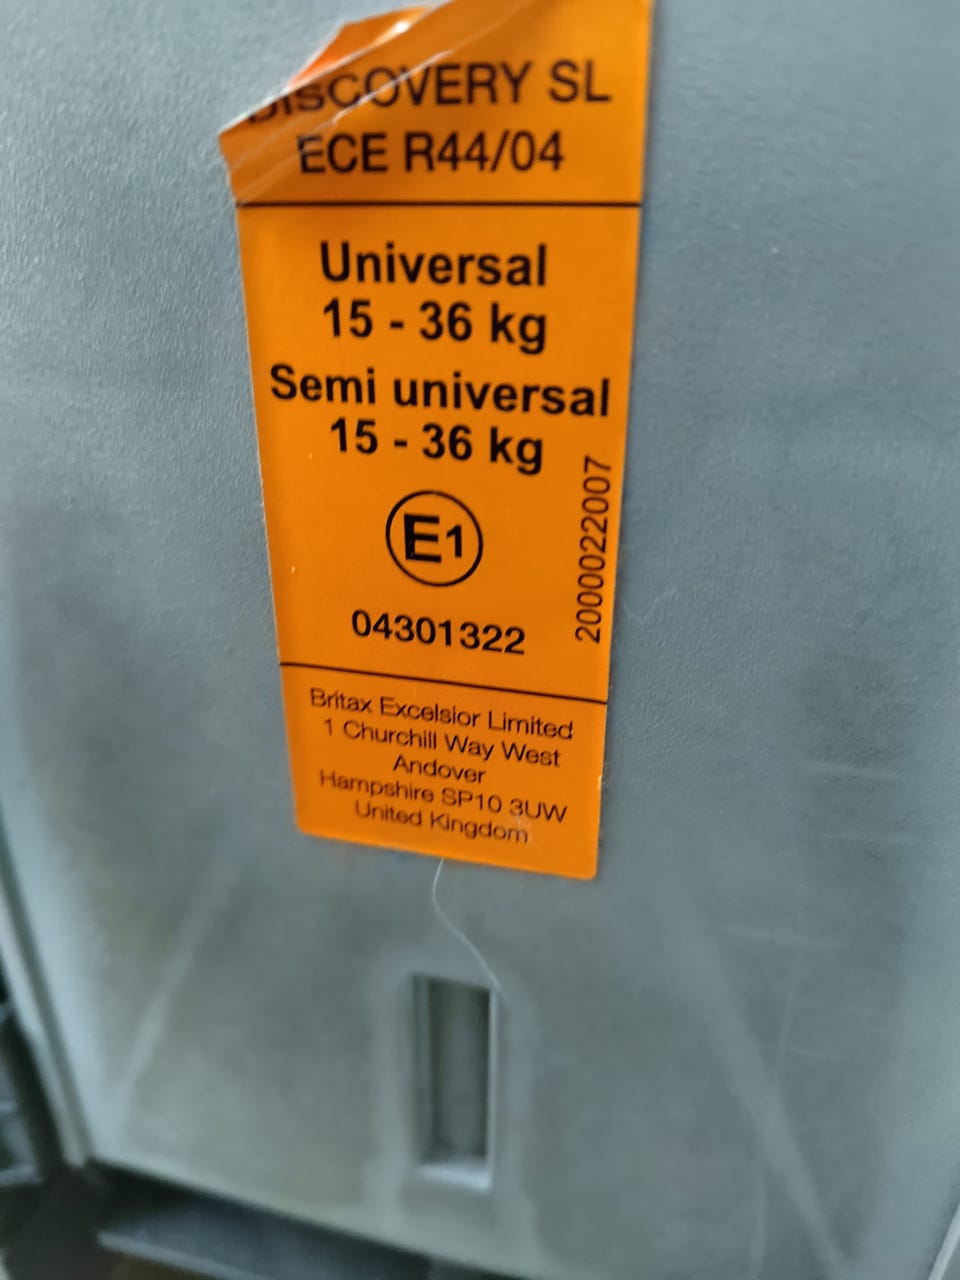 DISCOVERY SL
ECE R44/04
Universal
15 - 36 kg
Semi universal
15 - 36 kg
E1
04301322
2000022007
Britax Excelsior Limited
1 Churchill Way West
Andover
Hampshire SP10 3UW
United Kingdom